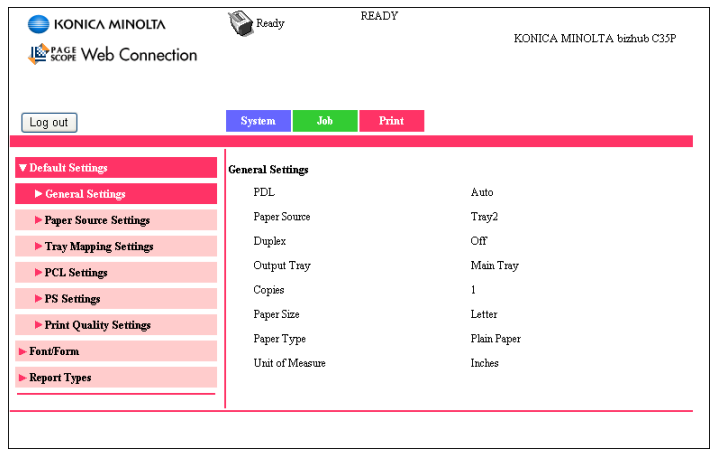 KONICA MINOLTA
Ready
READY
KONICA MINOLTA bizhub C35P
PAGE SCOPE Web Connection
Log out
System Job Print
Default Settings
General Settings
Paper Source Settings
Tray Mapping Settings
PCL Settings
PS Settings
Print Quality Settings
Font/Form
Report Types
General Settings
PDL Auto
Paper Source Tray2
Duplex Off
Output Tray Main Tray
Copies 1
Paper Size Letter
Paper Type Plain Paper
Unit of Measure Inches